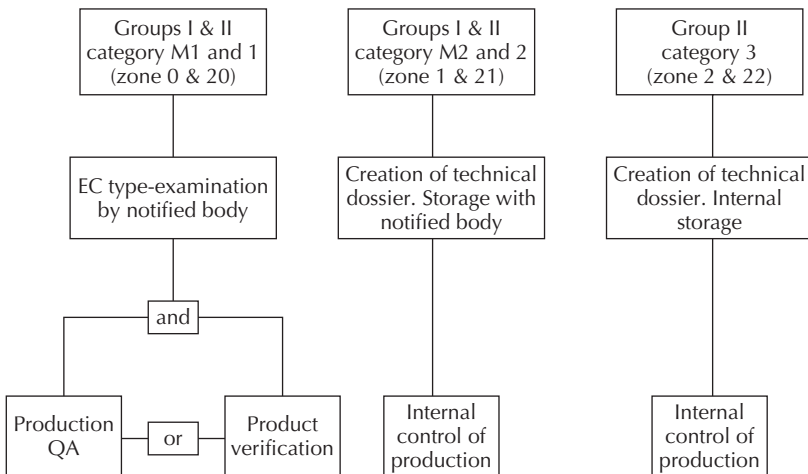 Groups I & II
category M1 and 1
(zone 0 & 20)
Groups I & II
category M2 and 2
(zone 1 & 21)
Group II
category 3
(zone 2 & 22)
EC type-examination
by notified body
Creation of technical
dossier. Storage with
notified body
Creation of technical
dossier. Internal
storage
and
Production
QA
or
Product
verification
Internal
control of
production
Internal
control of
production